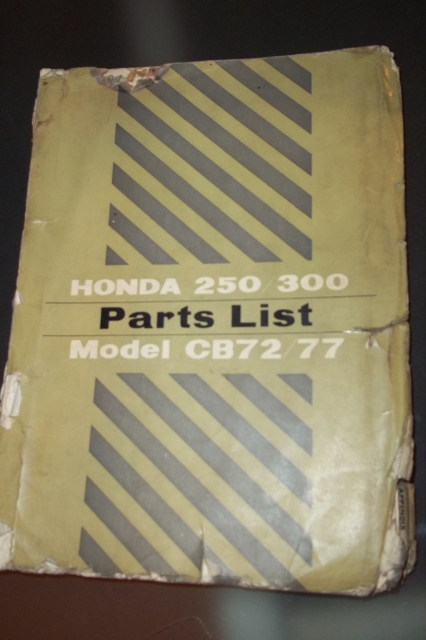 HONDA 250/300
Parts List
Model CB72/77